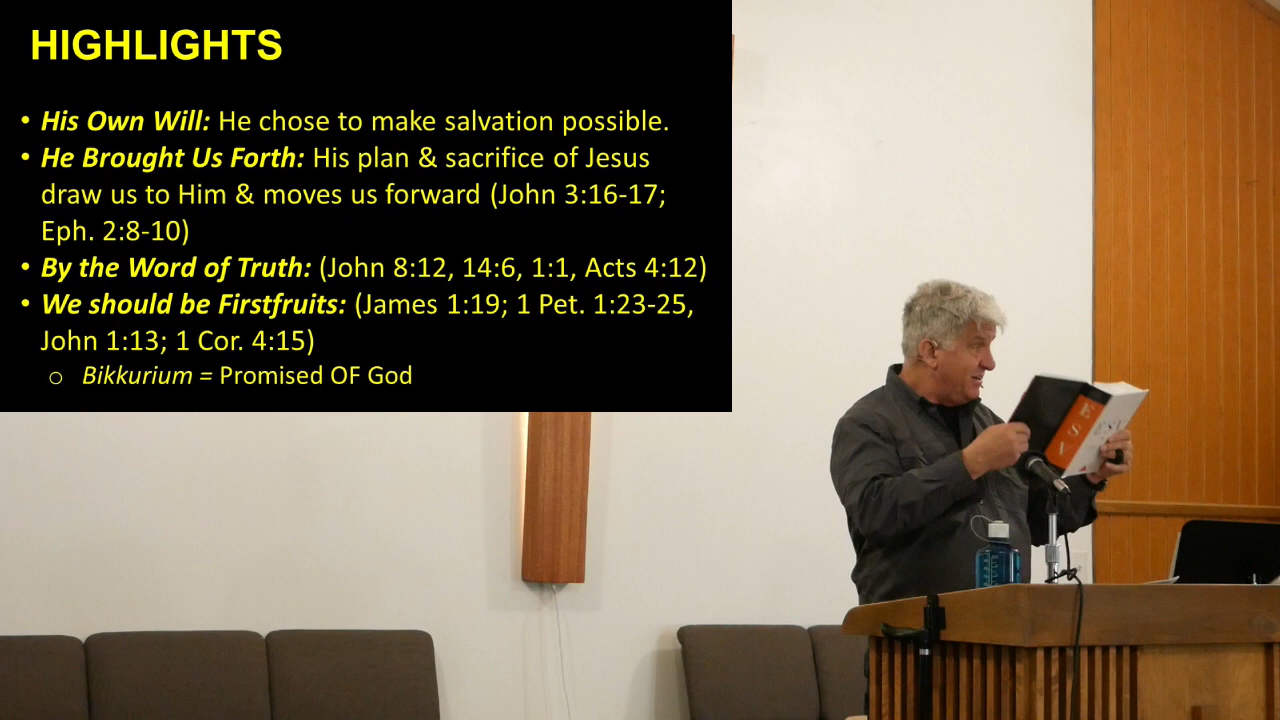 HIGHLIGHTS
• His Own Will: He chose to make salvation possible.
• He Brought Us Forth: His plan & sacrifice of Jesus
draw us to Him & moves us forward (John 3:16-17;
Eph. 2:8-10)
• By the Word of Truth: (John 8:12, 14:6, 1:1, Acts 4:12)
• We should be Firstfruits: (James 1:19; 1 Pet. 1:23-25,
John 1:13; 1 Cor. 4:15)
o Bikkurium = Promised OF God
ESV